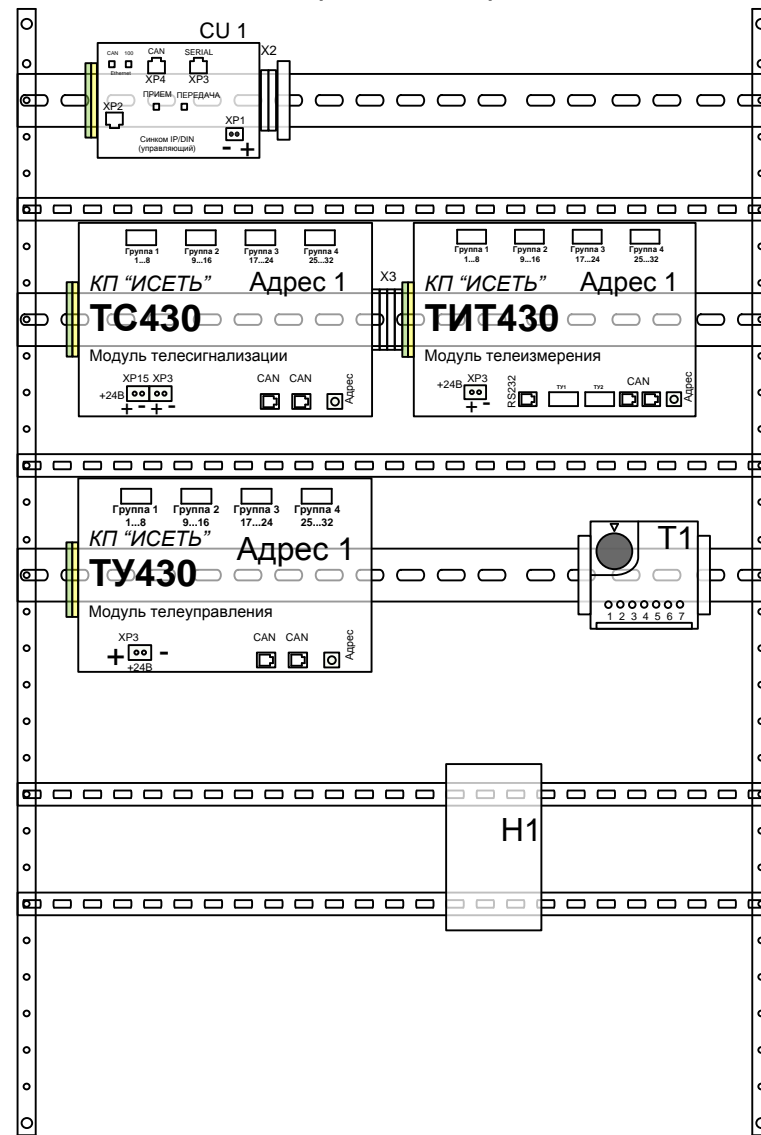 CU 1
CAN 100 CAN SERIAL X2
Ethernet XP4 XP3
ПРИЕМ ПЕРЕДАЧА
XP2
XP1
Синком IP/DIN
(управляющий)
- +
Группа 1 Группа 2 Группа 3 Группа 4
1...8 9...16 17...24 25...32
КП “ИСЕТЬ” Адрес 1
ТС430
Модуль телесигнализации
XP15 XP3 CAN CAN Адрес
+24В
+ - + -
X3
Группа 1 Группа 2 Группа 3 Группа 4
1...8 9...16 17...24 25...32
КП “ИСЕТЬ” Адрес 1
ТИТ430
Модуль телеизмерения
XP3 RS232 ТУ1 ТУ2 CAN Адрес
+24В
+ -
Группа 1 Группа 2 Группа 3 Группа 4
1...8 9...16 17...24 25...32
КП “ИСЕТЬ” Адрес 1
ТУ430
Модуль телеуправления
XP3 CAN CAN Адрес
+ -
+24В
T1
1 2 3 4 5 6 7
H1